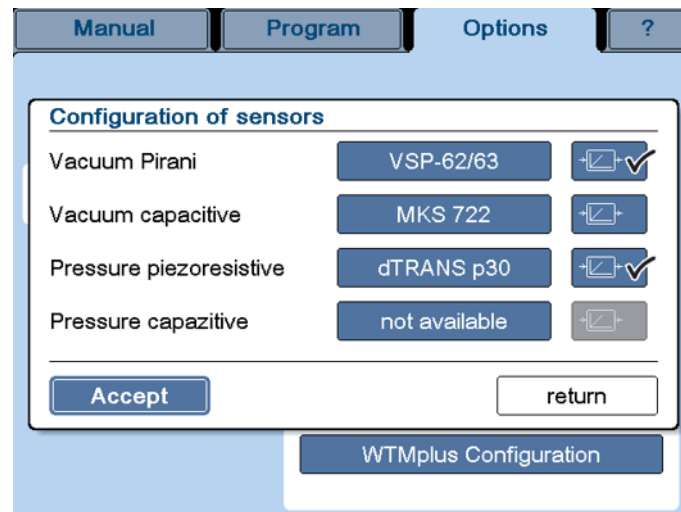 Manual Program Options ?
Configuration of sensors
Vacuum Pirani VSP-62/63
Vacuum capacitive MKS 722
Pressure piezoresistive dTRANS p30
Pressure capazitive not available
Accept return
WTMplus Configuration